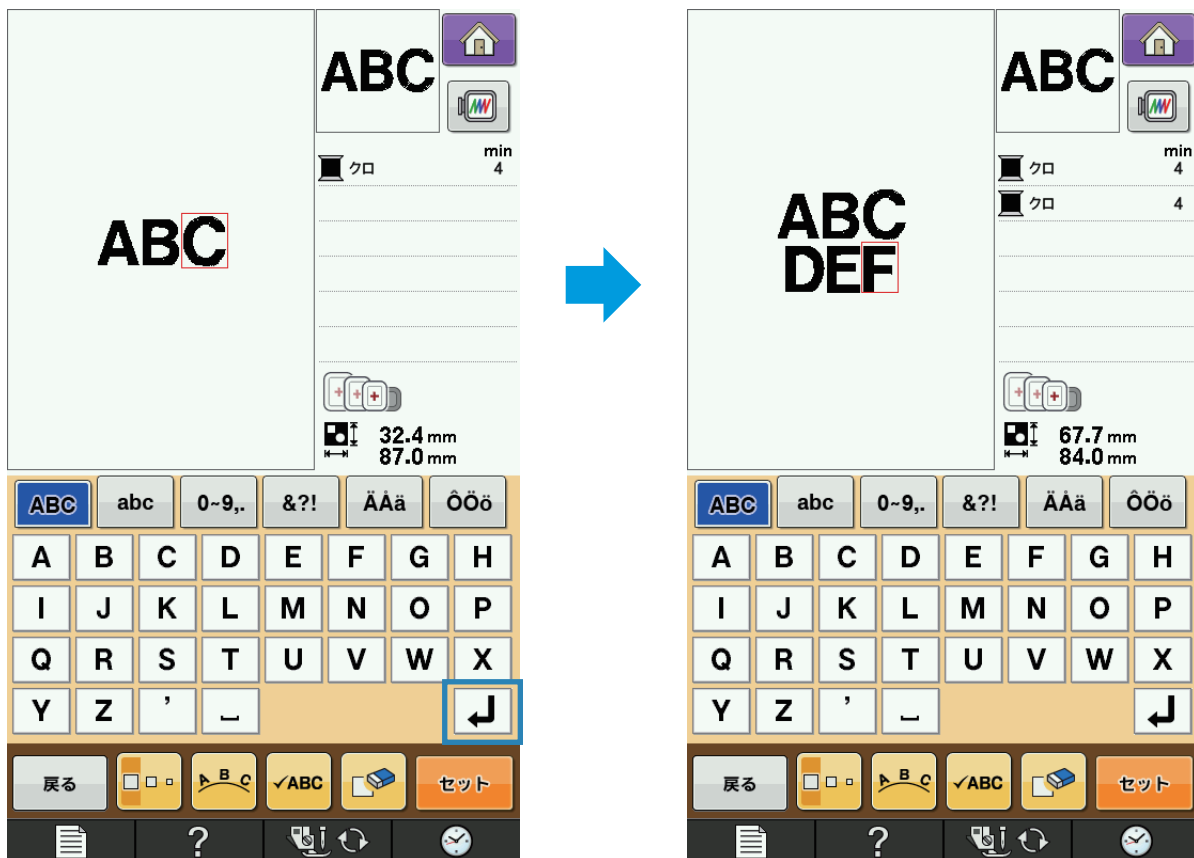 ABC
min
クロ 4
ABC
32.4 mm
87.0 mm
ABC abc 0~9,. &?! ÄÅä ÔÖö
A B C D E F G H
I J K L M N O P
Q R S T U V W X
Y Z ’ ⎵ ↵
戻る A B C ✓ABC セット
?
ABC
min
クロ 4
クロ 4
ABC
DEF
67.7 mm
84.0 mm
ABC abc 0~9,. &?! ÄÅä ÔÖö
A B C D E F G H
I J K L M N O P
Q R S T U V W X
Y Z ’ ⎵ ↵
戻る A B C ✓ABC セット
?